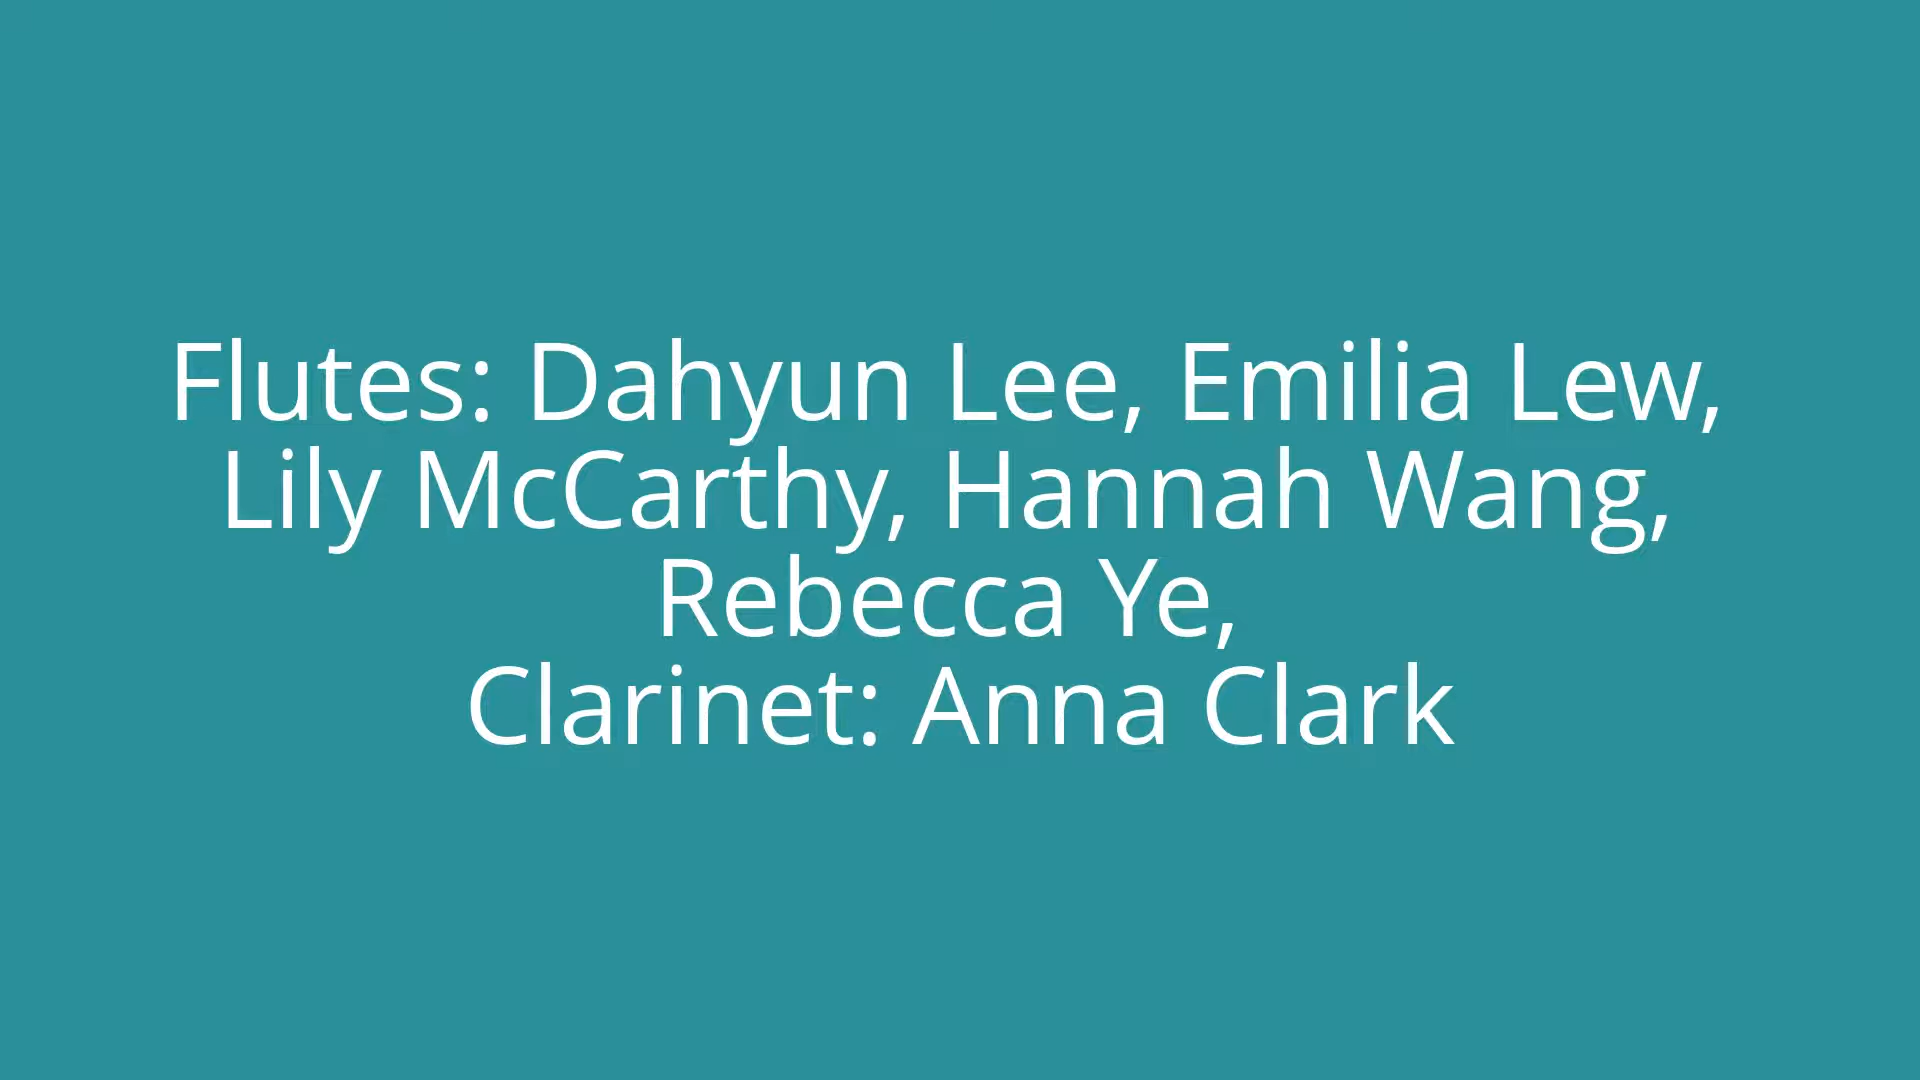 Flutes: Dahyun Lee, Emilia Lew,
Lily McCarthy, Hannah Wang,
Rebecca Ye,
Clarinet: Anna Clark